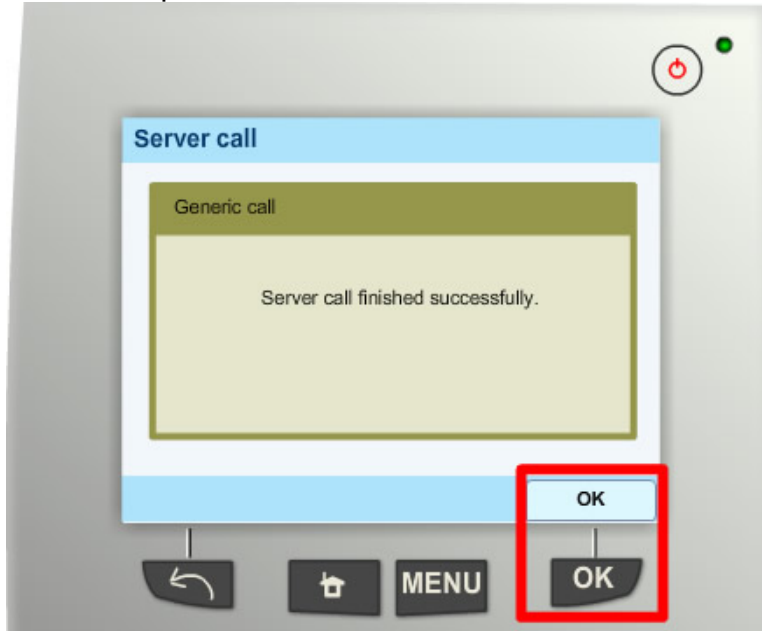 Server call
Generic call
Server call finished successfully.
OK
MENU
OK